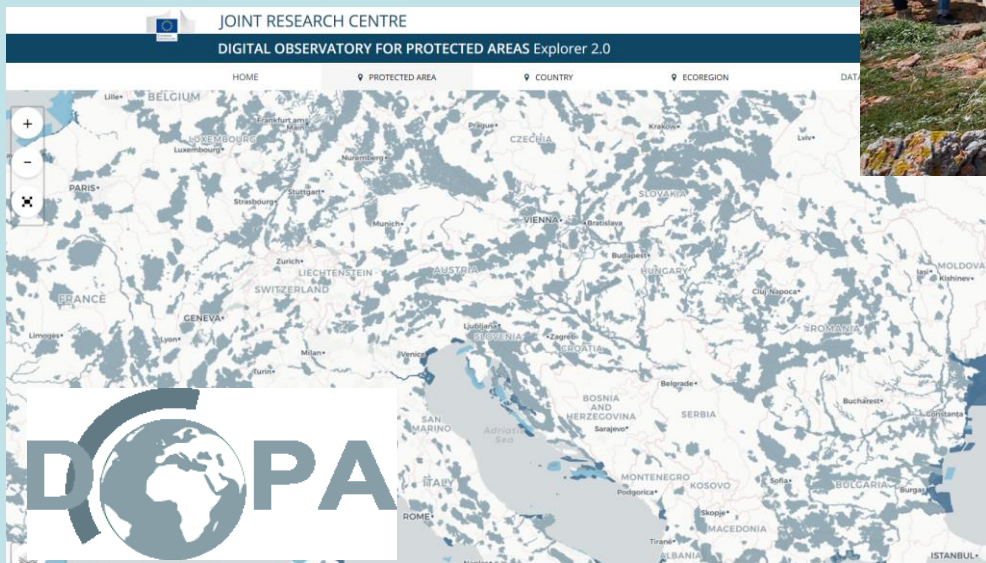 JOINT RESEARCH CENTRE
DIGITAL OBSERVATORY FOR PROTECTED AREAS Explorer 2.0
HOME PROTECTED AREA COUNTRY ECOREGION DATA
Lille BELGIUM
Frankfurt am
Main
Prague
Krakow
CZECHIA
Lviv
LUXEMBOURG
Luxembourg
Nuremberg
PARIS
Stuttgart
Strasbourg
SLOVAKIA
Munich
VIENNA
Bratislava
Budapest
Zurich
LIECHTENSTEIN
AUSTRIA
HUNGARY
MOLDOVA
Iasi
Kishinev
SWITZERLAND
Cluj-Napoca
FRANCE
GENEVA
Ljubljana
SLOVENIA
Zagreb
CROATIA
ROMANIA
Limoges
Lyon
Milan
Venice
Turin
Belgrade
BOSNIA
AND
HERZEGOVINA
Sarajevo
SERBIA
Bucharest
Constanta
SAN
MARINO
Adriatic
Sea
ITALY
MONTENEGRO
Podgorica
KOSOVO
Sofia
BULGARIA
Burgas
ROME
Skopje
MACEDONIA
Tirane
ALBANIA
ISTANBUL
DOPA